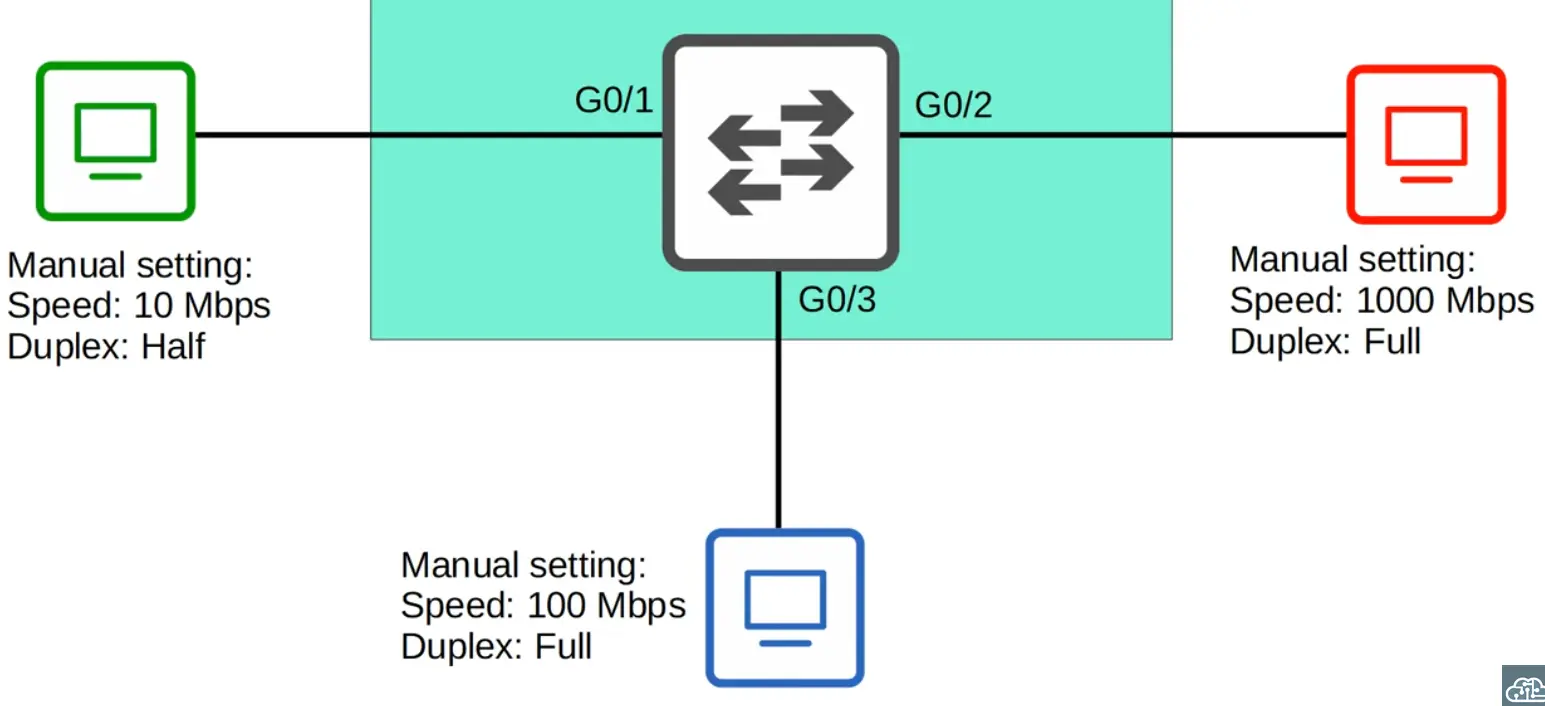 G0/1
G0/2
Manual setting:
Speed: 10 Mbps
Duplex: Half
Manual setting:
Speed: 1000 Mbps
Duplex: Full
G0/3
Manual setting:
Speed: 100 Mbps
Duplex: Full